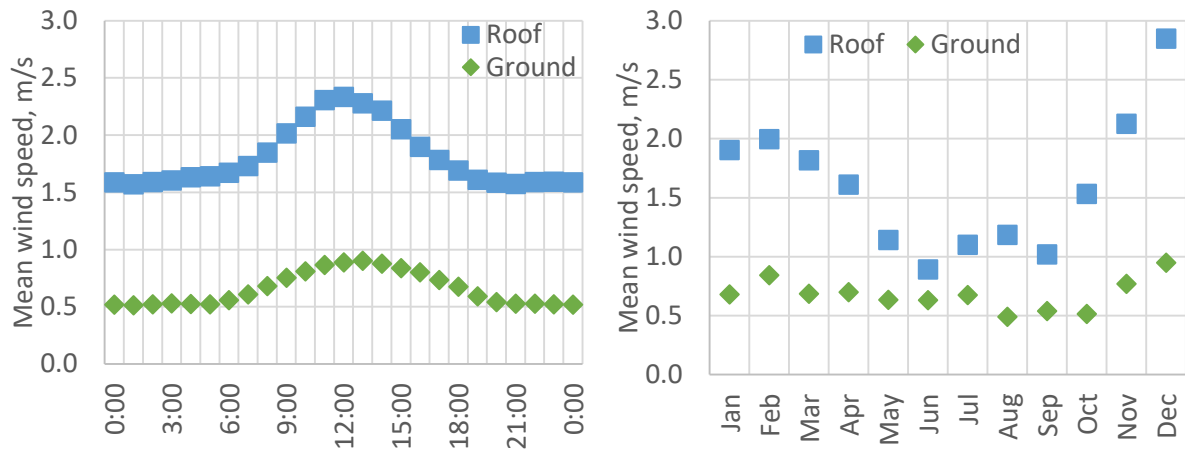 Mean wind speed, m/s
3.0
2.5
2.0
1.5
1.0
0.5
0.0
Roof
Ground
0:00
3:00
6:00
9:00
12:00
15:00
18:00
21:00
0:00
Mean wind speed, m/s
3.0
2.5
2.0
1.5
1.0
0.5
0.0
Roof Ground
Jan
Feb
Mar
Apr
May
Jun
Jul
Aug
Sep
Oct
Nov
Dec